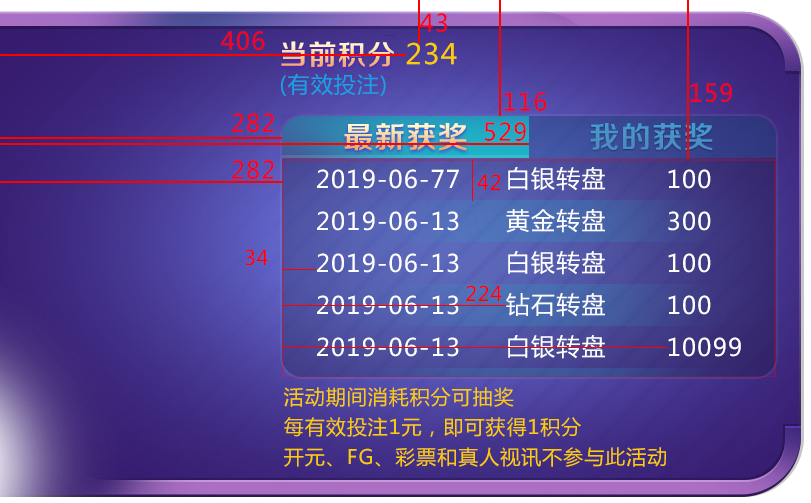 43
406 当前积分 234
(有效投注)
159
116
282 最新获奖 529 我的获奖
282 2019-06-77 42 白银转盘 100
2019-06-13 黄金转盘 300
34 2019-06-13 白银转盘 100
224
2019-06-13 钻石转盘 100
2019-06-13 白银转盘 10099
活动期间消耗积分可抽奖
每有效投注1元，即可获得1积分
开元、FG、彩票和真人视讯不参与此活动